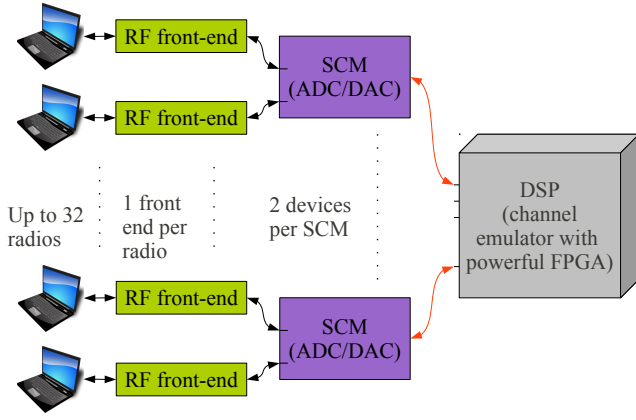 RF front-end
SCM
(ADC/DAC)
RF front-end
DSP
(channel
emulator with
powerful FPGA)
Up to 32
radios
1 front
end per
radio
2 devices
per SCM
RF front-end
SCM
(ADC/DAC)
RF front-end